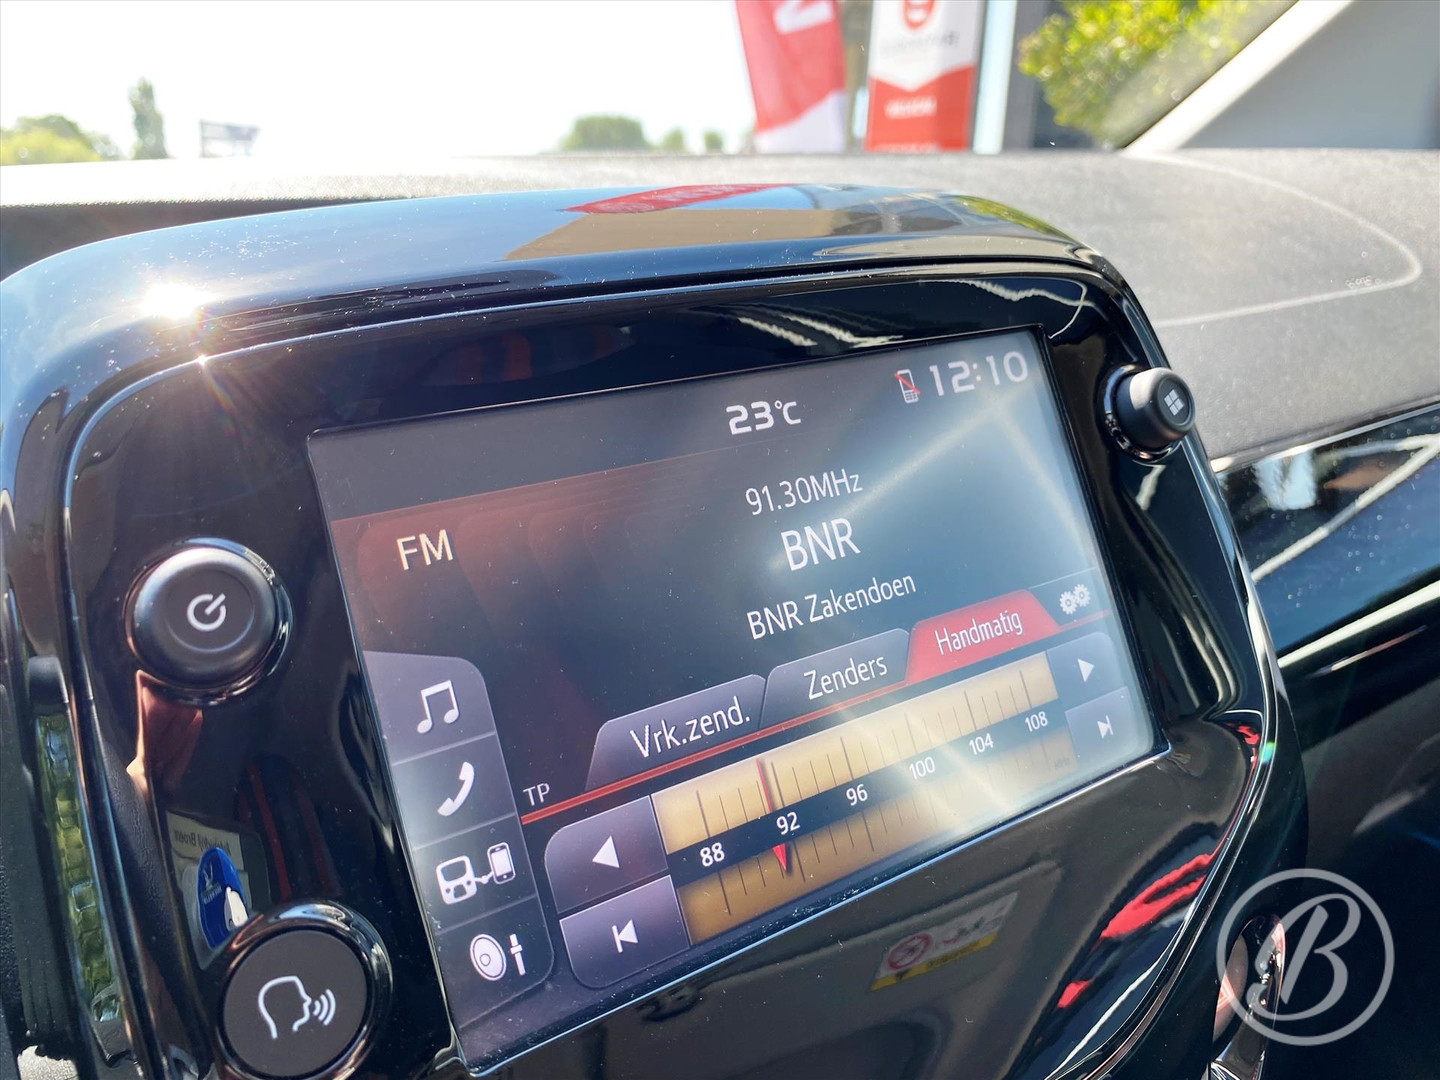 23°C
12:10
91.30MHz
FM
BNR
BNR Zakendoen
Vrk.zend.
Zenders
Handmatig
TP
88
92
96
100
104
108
B